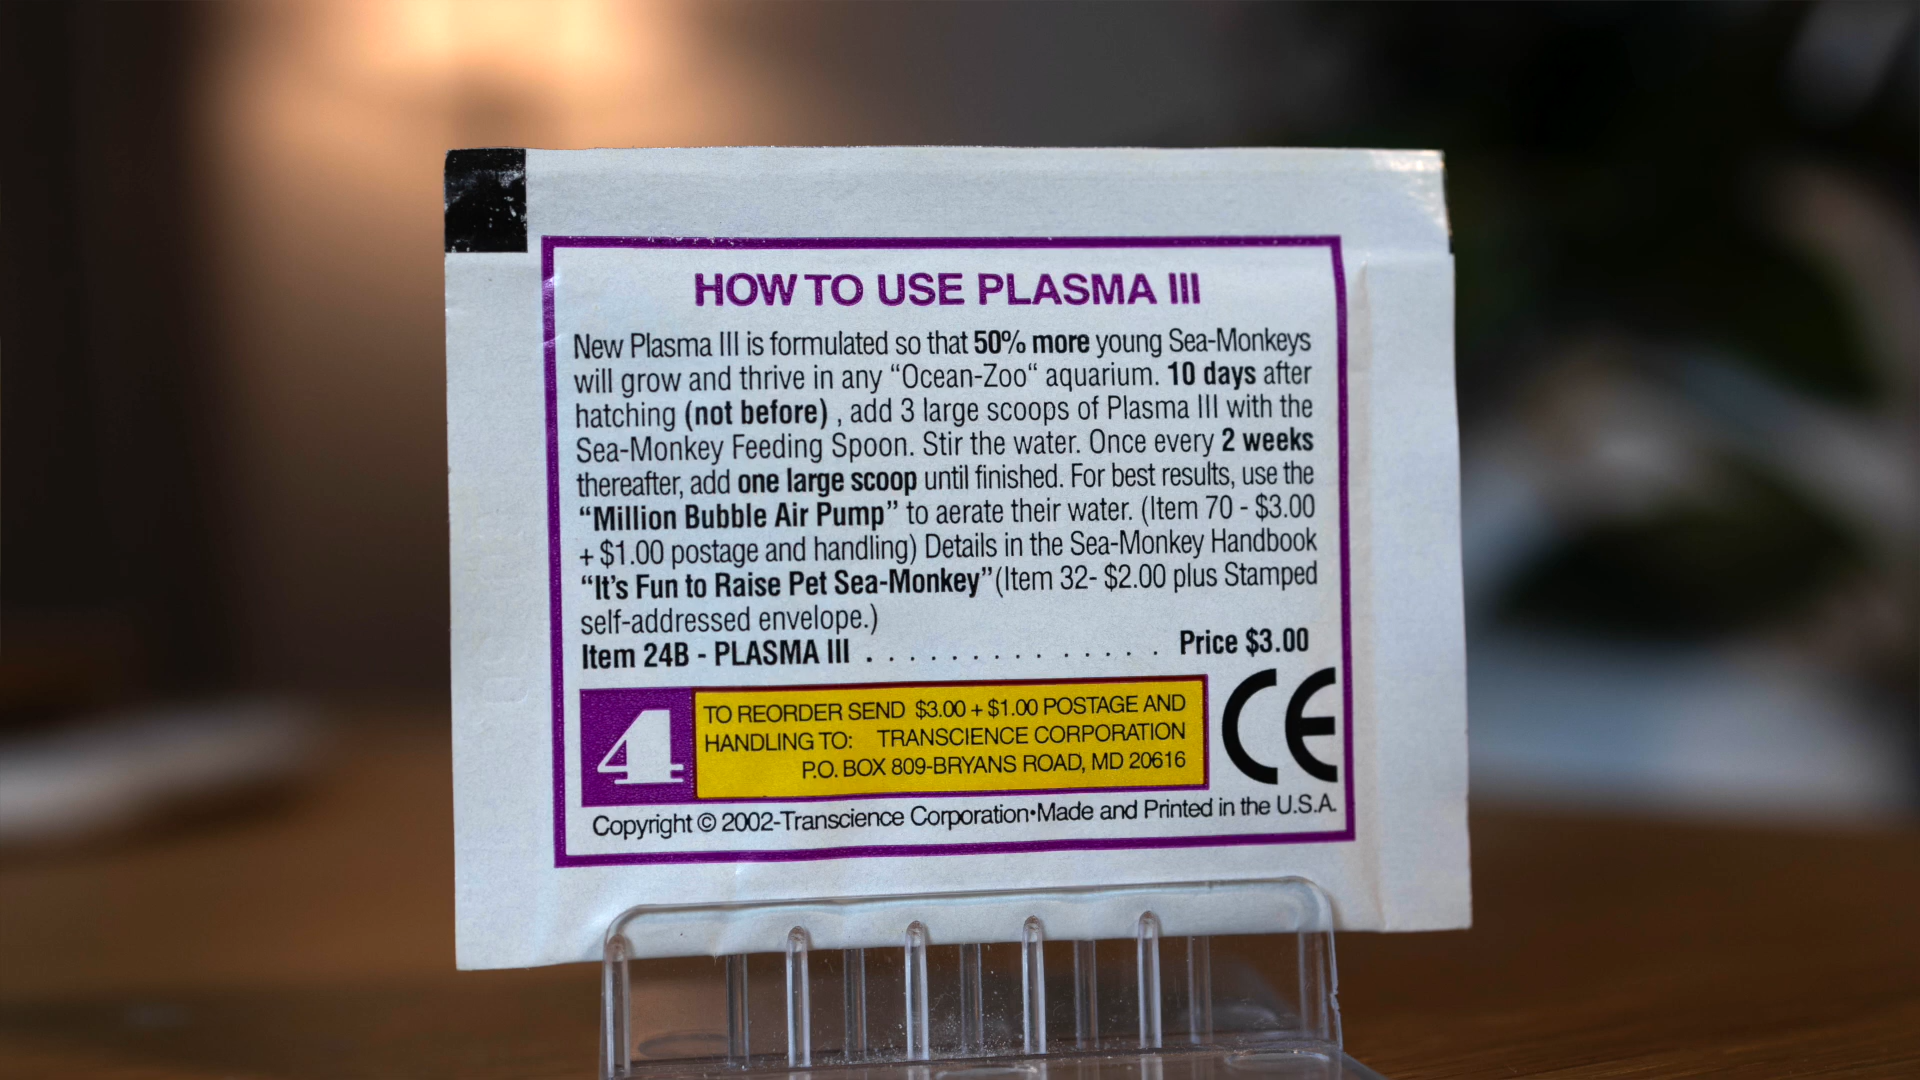 HOW TO USE PLASMA III
New Plasma III is formulated so that 50% more young Sea-Monkeys
will grow and thrive in any “Ocean-Zoo“ aquarium. 10 days after
hatching (not before) , add 3 large scoops of Plasma III with the
Sea-Monkey Feeding Spoon. Stir the water. Once every 2 weeks
thereafter, add one large scoop until finished. For best results, use the
“Million Bubble Air Pump” to aerate their water. (Item 70 - $3.00
+ $1.00 postage and handling) Details in the Sea-Monkey Handbook
“It’s Fun to Raise Pet Sea-Monkey”(Item 32- $2.00 plus Stamped
self-addressed envelope.)
Item 24B - PLASMA III . . . . . . . . . . . . . . Price $3.00
4
TO REORDER SEND $3.00 + $1.00 POSTAGE AND
HANDLING TO: TRANSCIENCE CORPORATION
P.O. BOX 809-BRYANS ROAD, MD 20616
CE
Copyright © 2002-Transcience Corporation•Made and Printed in the U.S.A.